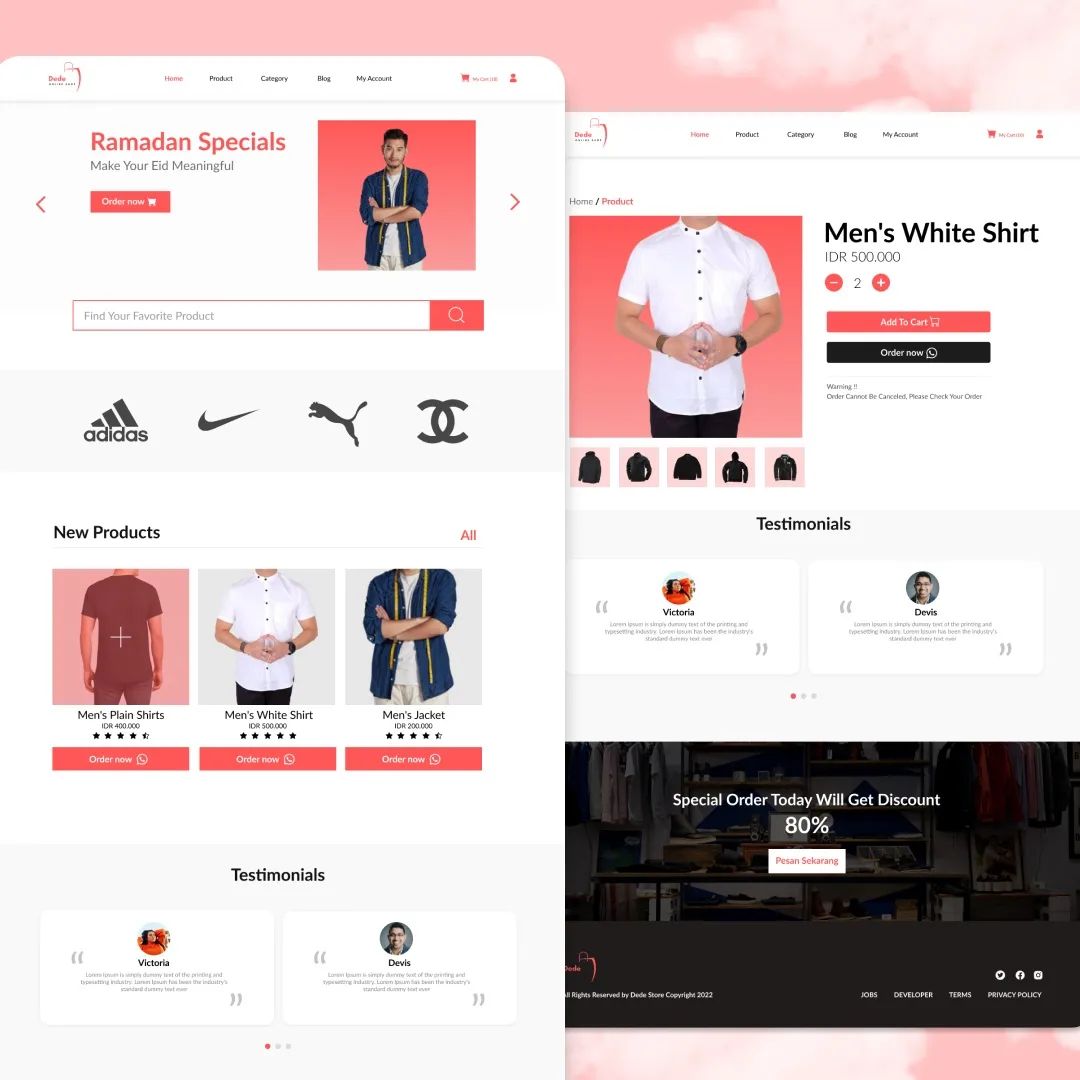 Dede
ONLINE SHOP
Home
Product
Category
Blog
My Account
My Cart (10)
Ramadan Specials
Make Your Eid Meaningful
Order now
Find Your Favorite Product
adidas
New Products
All
Men's Plain Shirts
IDR 400.000
Order now
Men's White Shirt
IDR 500.000
Order now
Men's Jacket
IDR 200.000
Order now
Testimonials
“
Victoria
Lorem Ipsum is simply dummy text of the printing and
typesetting industry. Lorem Ipsum has been the industry's
standard dummy text ever
”
“
Devis
Lorem Ipsum is simply dummy text of the printing and
typesetting industry. Lorem Ipsum has been the industry's
standard dummy text ever
”
Dede
ONLINE SHOP
Home
Product
Category
Blog
My Account
My Cart (10)
Home / Product
Men's White Shirt
IDR 500.000
− 2 +
Add To Cart
Order now
Warning !!
Order Cannot Be Canceled, Please Check Your Order
Testimonials
“
Victoria
Lorem Ipsum is simply dummy text of the printing and
typesetting industry. Lorem Ipsum has been the industry's
standard dummy text ever
”
“
Devis
Lorem Ipsum is simply dummy text of the printing and
typesetting industry. Lorem Ipsum has been the industry's
standard dummy text ever
”
Special Order Today Will Get Discount
80%
Pesan Sekarang
Dede
All Rights Reserved by Dede Store Copyright 2022
JOBS
DEVELOPER
TERMS
PRIVACY POLICY